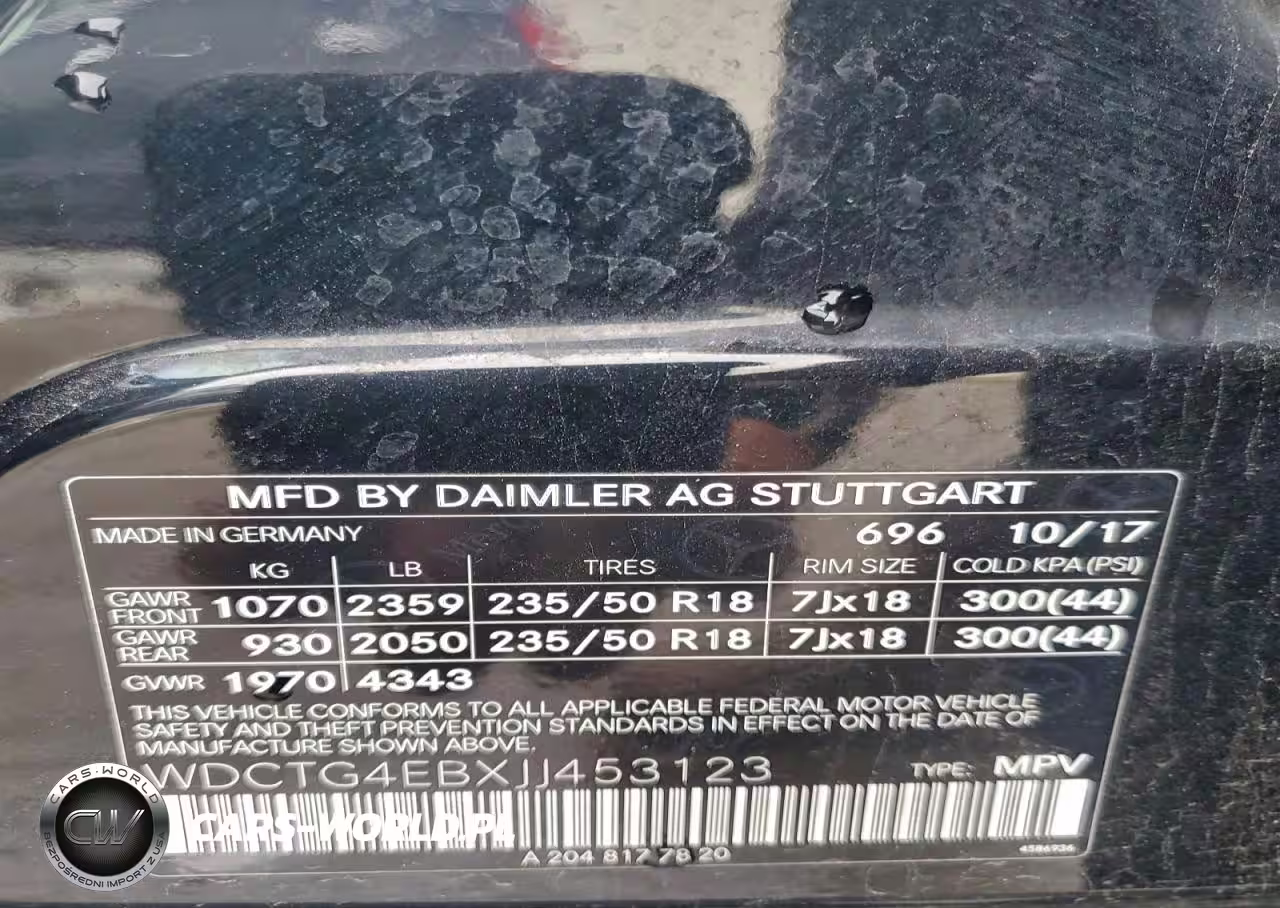 MFD BY DAIMLER AG STUTTGART
MADE IN GERMANY 696 10/17
KG LB TIRES RIM SIZE COLD KPA (PSI)
GAWR FRONT 1070 2359 235/50 R18 7Jx18 300(44)
GAWR REAR 930 2050 235/50 R18 7Jx18 300(44)
GVWR 1970 4343
THIS VEHICLE CONFORMS TO ALL APPLICABLE FEDERAL MOTOR VEHICLE
SAFETY AND THEFT PREVENTION STANDARDS IN EFFECT ON THE DATE OF
MANUFACTURE SHOWN ABOVE.
WDCTG4EBXJJ453123 TYPE: MPV
CARS-WORLD
CW
BEZPOŚREDNI IMPORT Z USA
CARS-WORLD.PL
A 204 817 78 20 4586936